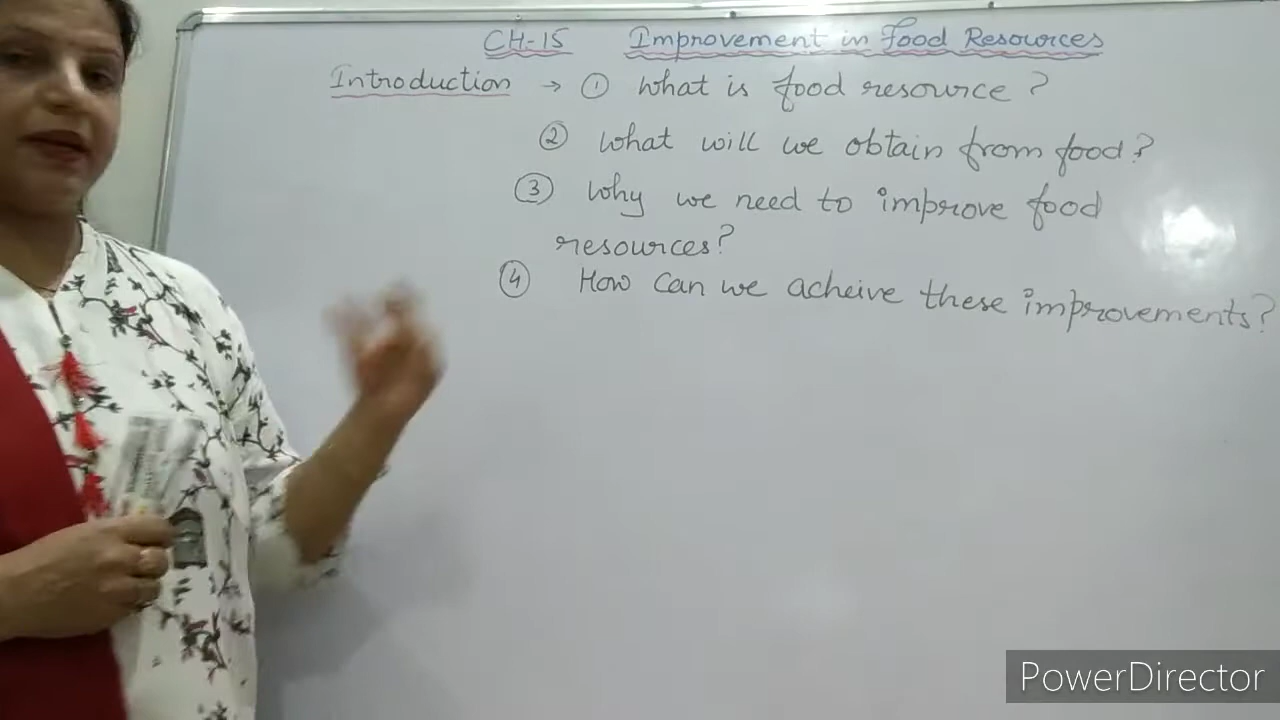 CH-15 Improvement in Food Resources
Introduction → ① What is food resource?
② What will we obtain from food?
③ Why we need to improve food
resources?
④ How can we acheive these improvements?
PowerDirector